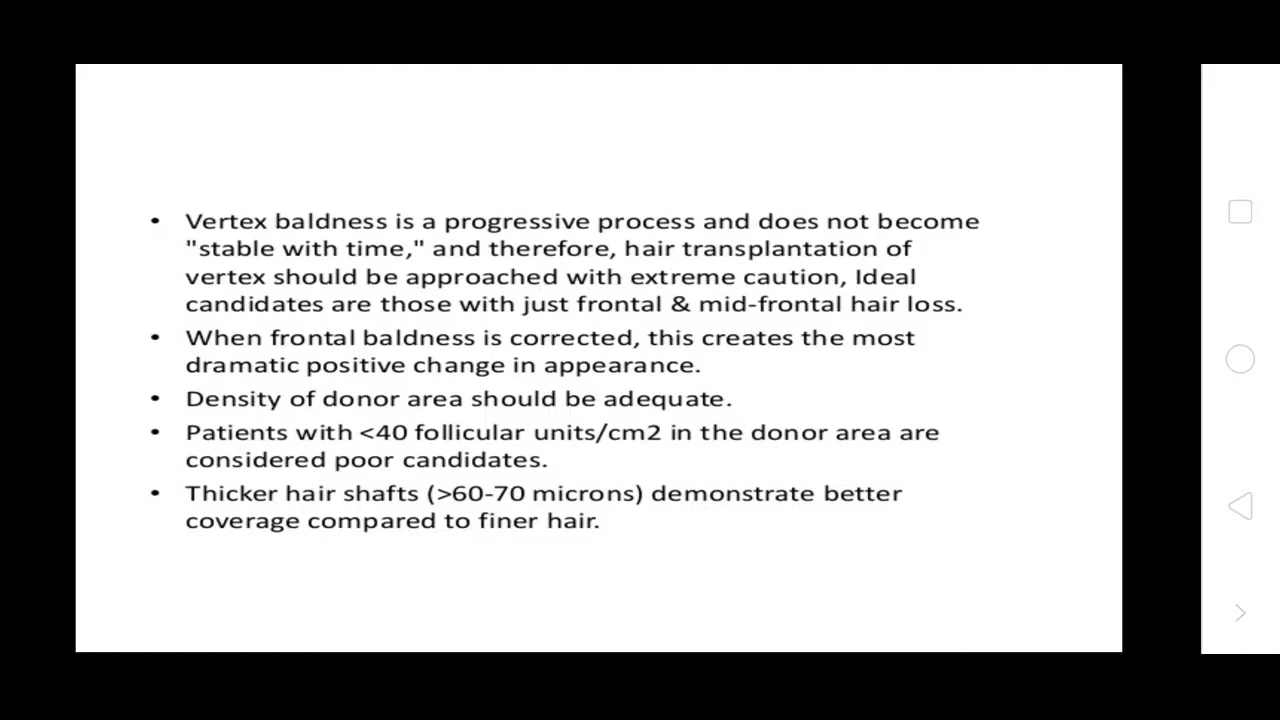 • Vertex baldness is a progressive process and does not become
"stable with time," and therefore, hair transplantation of
vertex should be approached with extreme caution, Ideal
candidates are those with just frontal & mid-frontal hair loss.
• When frontal baldness is corrected, this creates the most
dramatic positive change in appearance.
• Density of donor area should be adequate.
• Patients with <40 follicular units/cm2 in the donor area are
considered poor candidates.
• Thicker hair shafts (>60-70 microns) demonstrate better
coverage compared to finer hair.